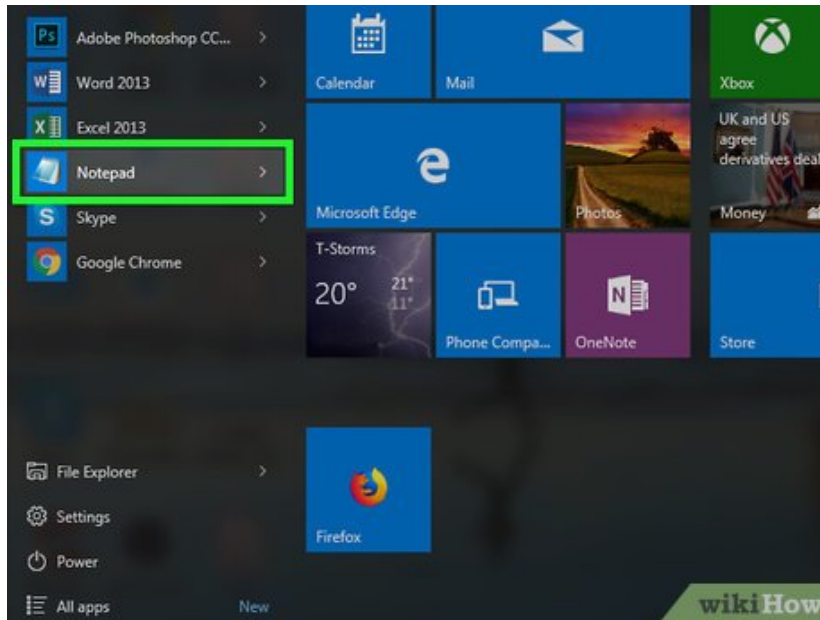 Ps
Adobe Photoshop CC...
W
Word 2013
X
Excel 2013
Notepad
S
Skype
Google Chrome
File Explorer
Settings
Power
All apps
New
Calendar
Mail
Xbox
Microsoft Edge
Photos
UK and US
agree
derivatives deal
Money
T-Storms
20°
21°
11°
Phone Compa...
N
OneNote
Store
Firefox
wikiHow